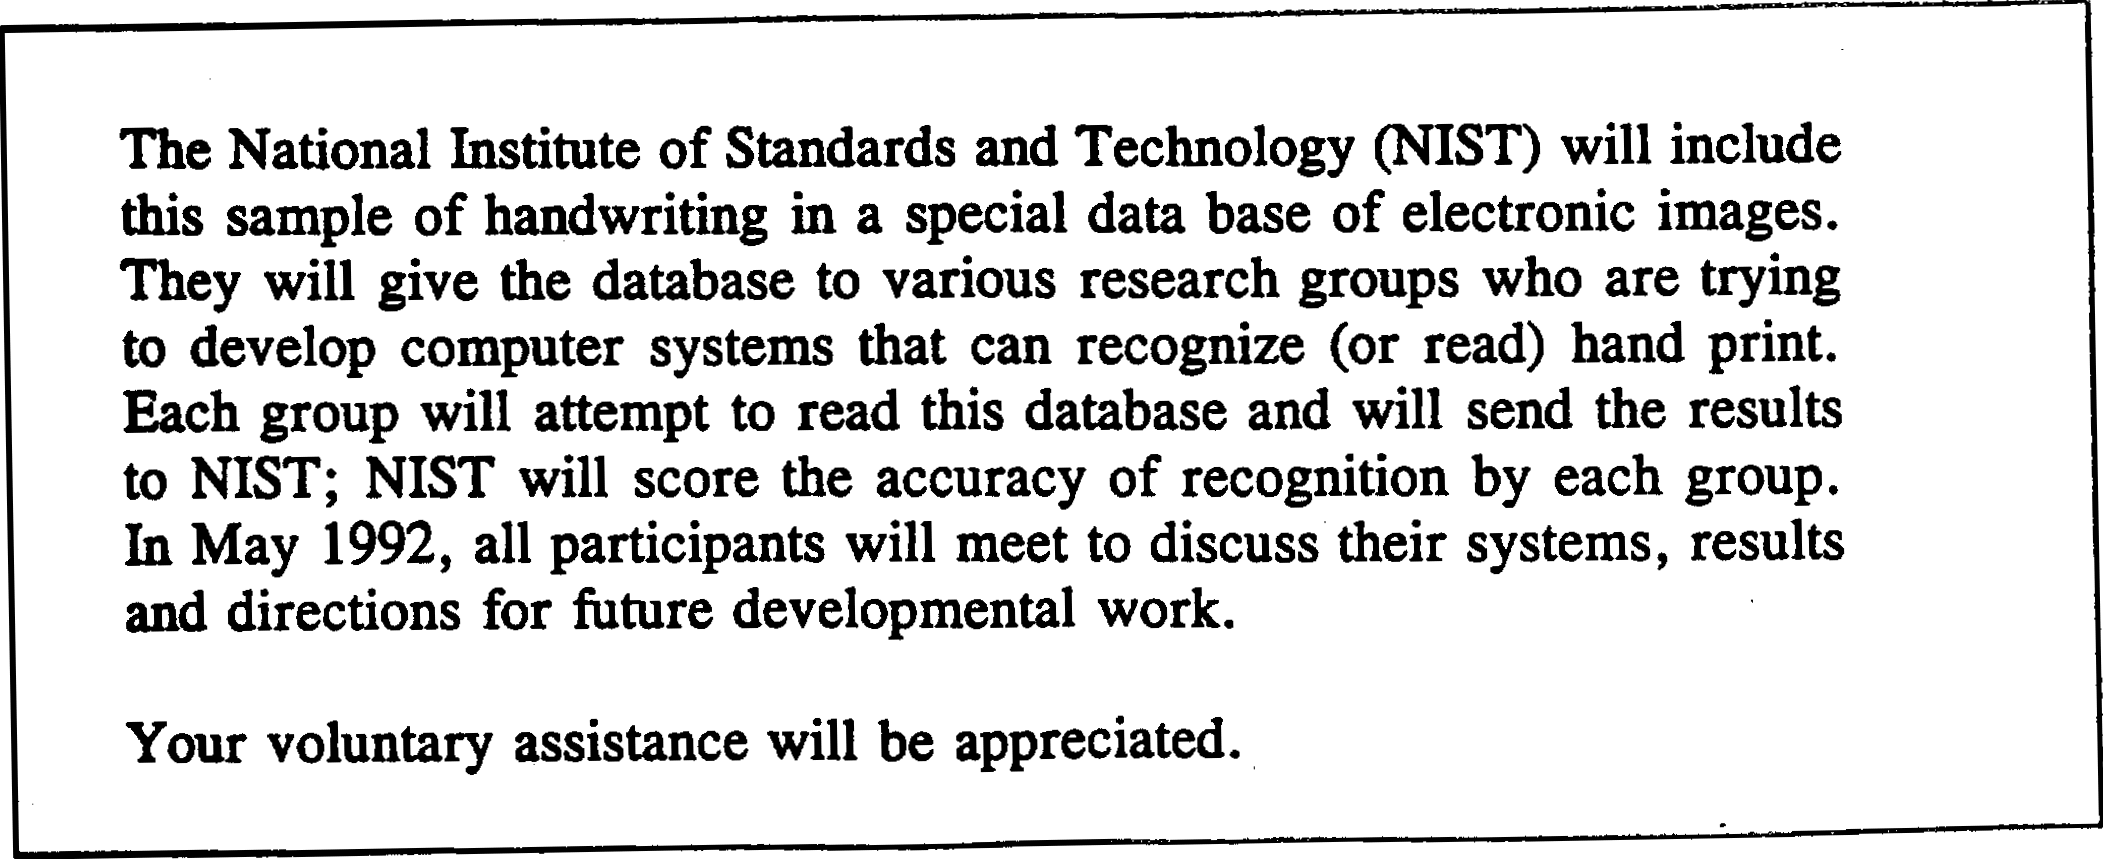 The National Institute of Standards and Technology (NIST) will include
this sample of handwriting in a special data base of electronic images.
They will give the database to various research groups who are trying
to develop computer systems that can recognize (or read) hand print.
Each group will attempt to read this database and will send the results
to NIST; NIST will score the accuracy of recognition by each group.
In May 1992, all participants will meet to discuss their systems, results
and directions for future developmental work.
Your voluntary assistance will be appreciated.